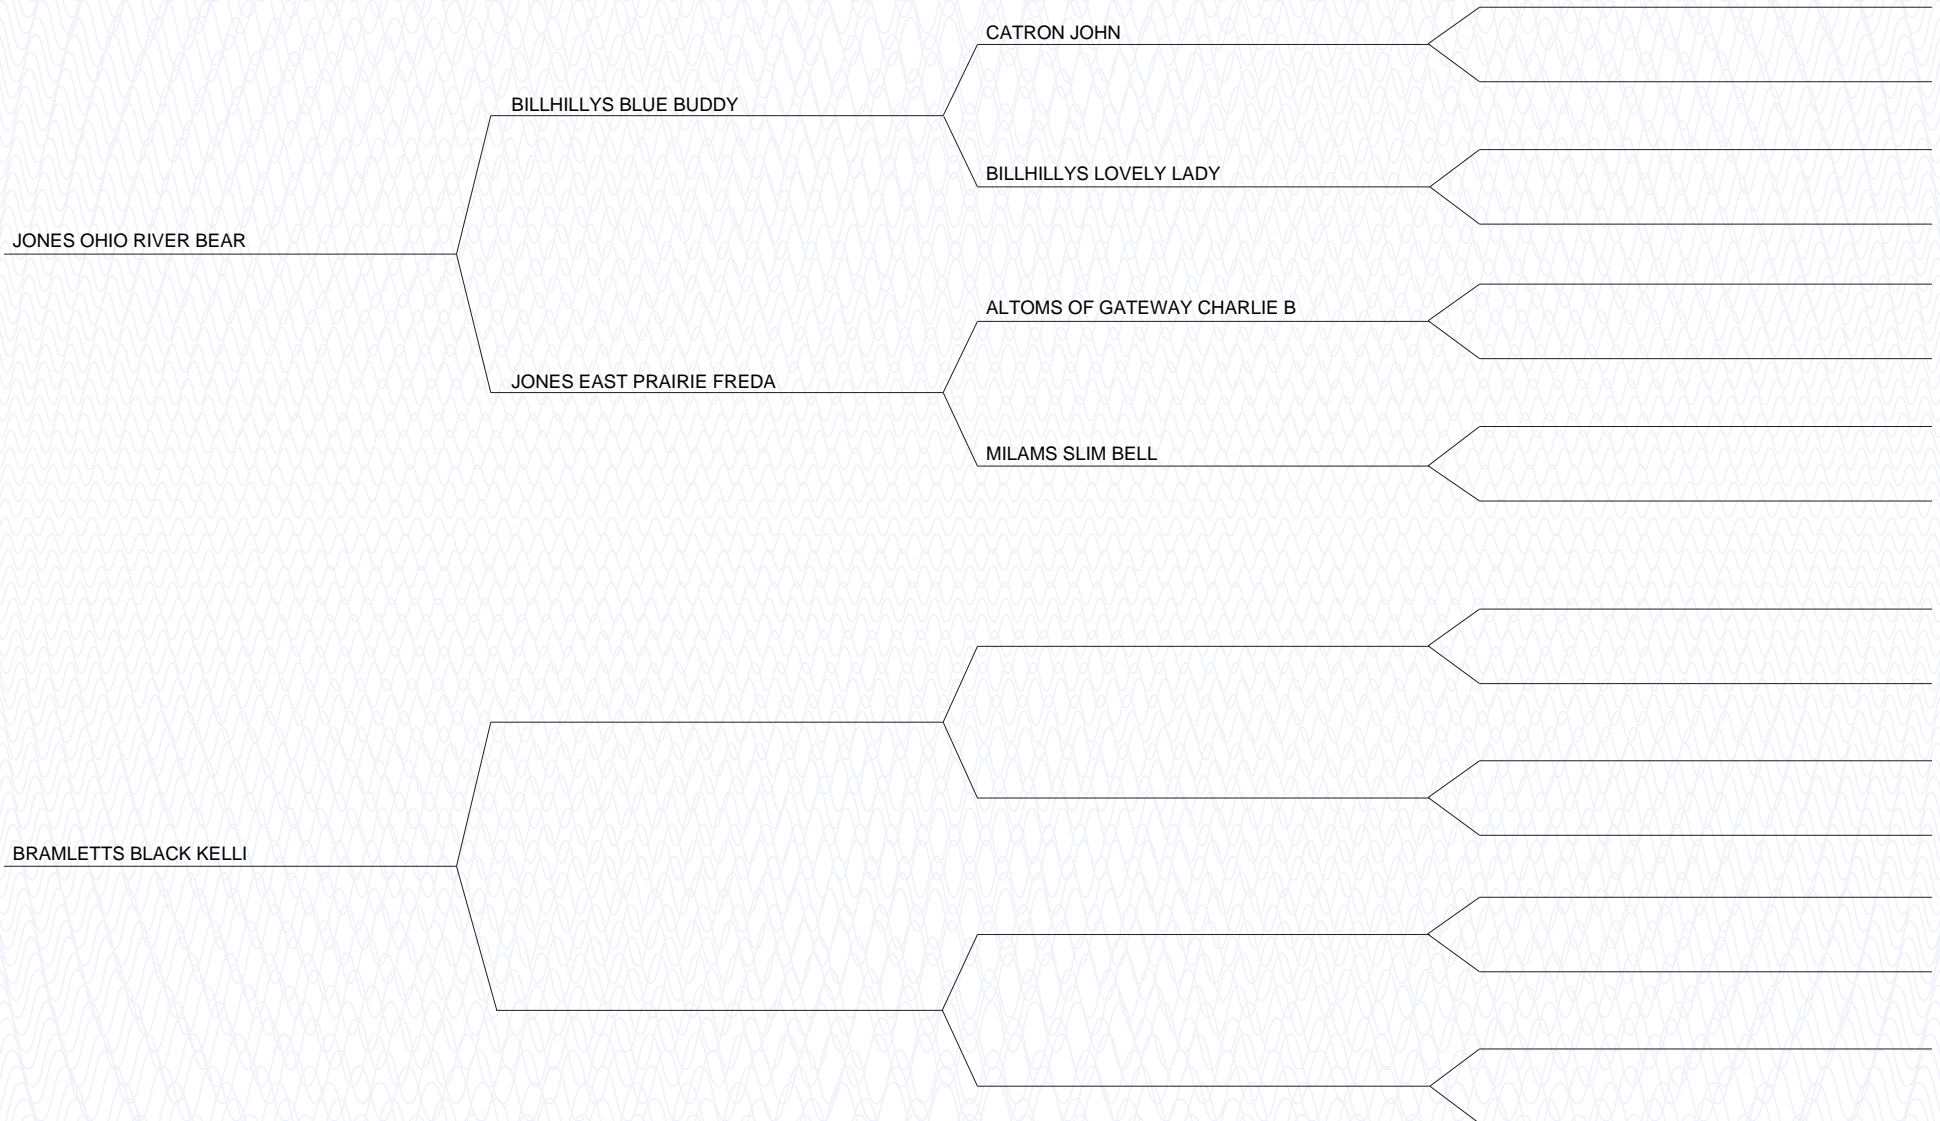 CATRON JOHN
BILLHILLYS BLUE BUDDY
BILLHILLYS LOVELY LADY
JONES OHIO RIVER BEAR
ALTOMS OF GATEWAY CHARLIE B
JONES EAST PRAIRIE FREDA
MILAMS SLIM BELL
BRAMLETTS BLACK KELLI